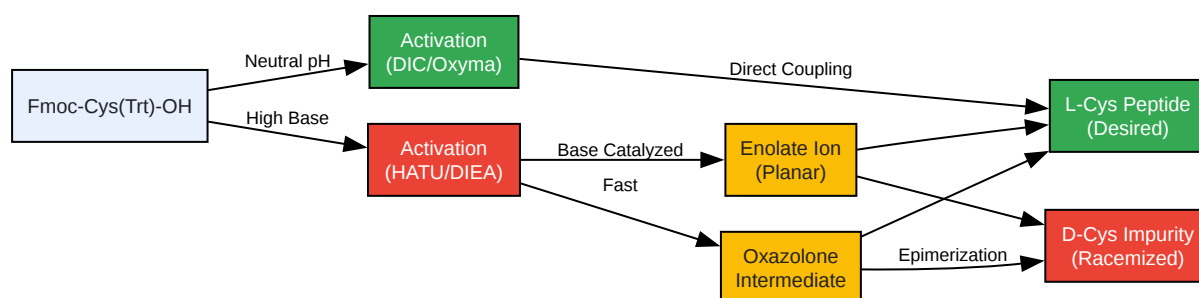 Fmoc-Cys(Trt)-OH
Neutral pH
High Base
Activation
(DIC/Oxyma)
Activation
(HATU/DIEA)
Direct Coupling
Base Catalyzed
Fast
Enolate Ion
(Planar)
Oxazolone
Intermediate
Epimerization
L-Cys Peptide
(Desired)
D-Cys Impurity
(Racemized)